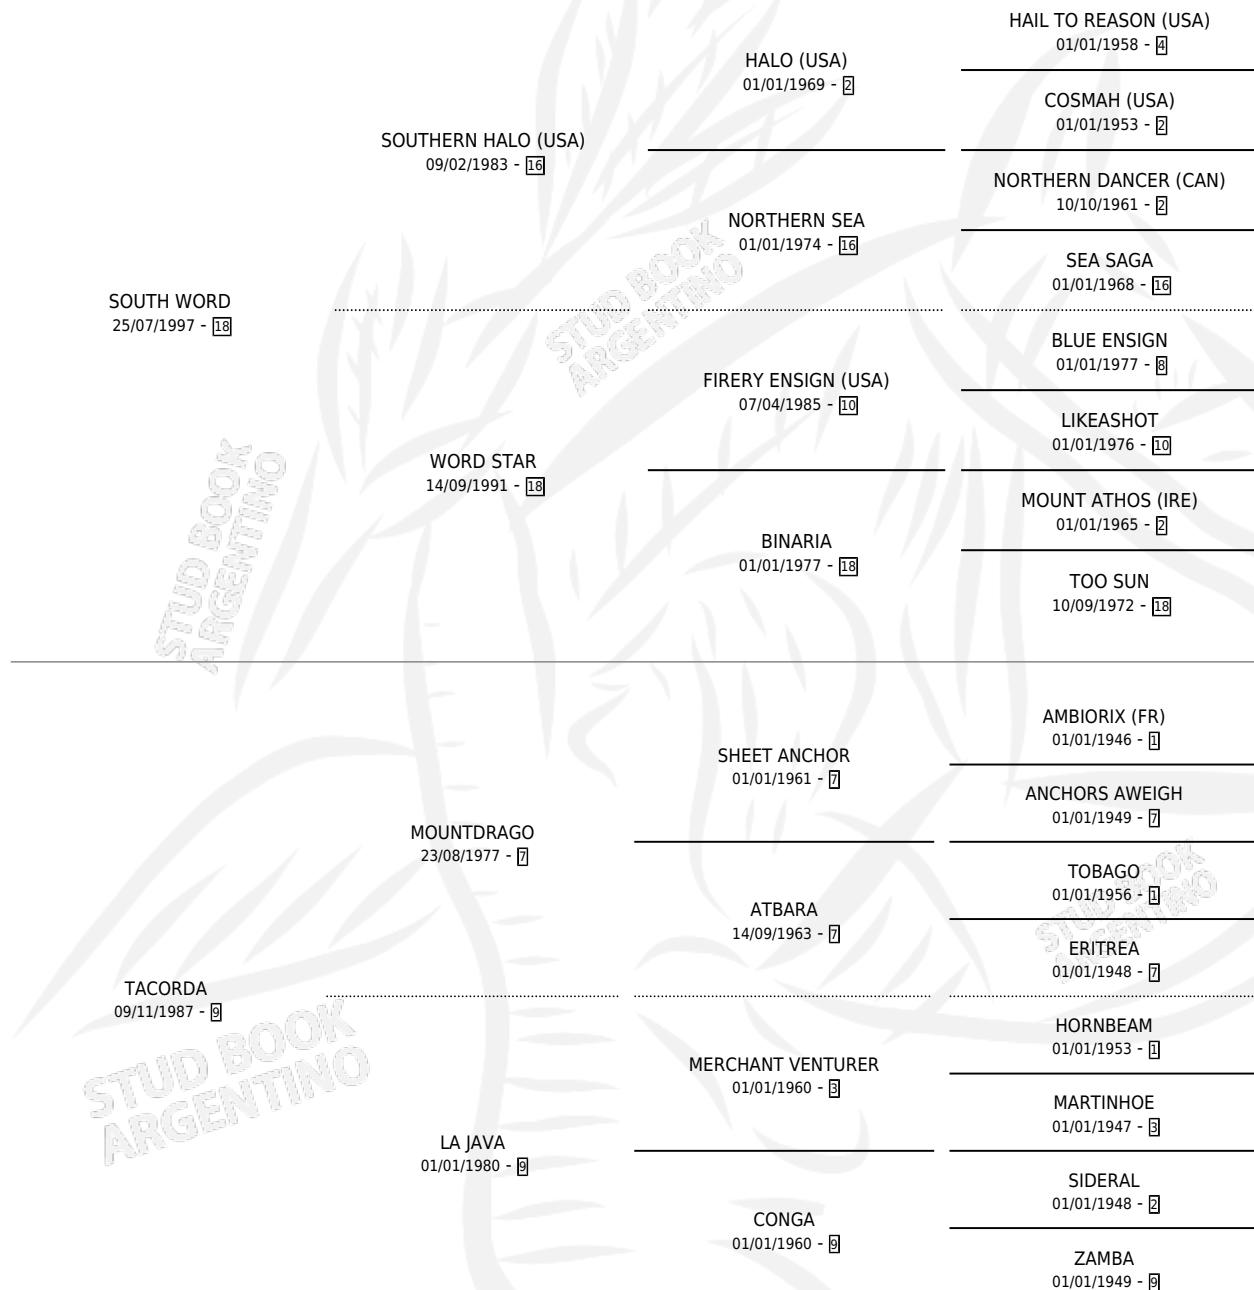 HAIL TO REASON (USA)
01/01/1958 - 4
HALO (USA)
01/01/1969 - 2
COSMAH (USA)
01/01/1953 - 2
SOUTHERN HALO (USA)
09/02/1983 - 16
NORTHERN DANCER (CAN)
10/10/1961 - 2
NORTHERN SEA
01/01/1974 - 16
SEA SAGA
01/01/1968 - 16
SOUTH WORD
25/07/1997 - 18
BLUE ENSIGN
01/01/1977 - 8
FIRERY ENSIGN (USA)
07/04/1985 - 10
LIKEASHOT
01/01/1976 - 10
WORD STAR
14/09/1991 - 18
MOUNT ATHOS (IRE)
01/01/1965 - 2
BINARIA
01/01/1977 - 18
TOO SUN
10/09/1972 - 18
AMBIORIX (FR)
01/01/1946 - 1
SHEET ANCHOR
01/01/1961 - 7
ANCHORS AWEIGH
01/01/1949 - 7
MOUNTDRAGO
23/08/1977 - 7
TOBAGO
01/01/1956 - 1
ATBARA
14/09/1963 - 7
ERITREA
01/01/1948 - 7
TACORDA
09/11/1987 - 9
HORNBEAM
01/01/1953 - 1
MERCHANT VENTURER
01/01/1960 - 3
MARTINHOE
01/01/1947 - 3
LA JAVA
01/01/1980 - 9
SIDERAL
01/01/1948 - 2
CONGA
01/01/1960 - 9
ZAMBA
01/01/1949 - 9
STUD BOOK
ARGENTINO
STUD BOOK
ARGENTINO
STUD BOOK
ARGENTINO
STUD BOOK
ARGENTINO